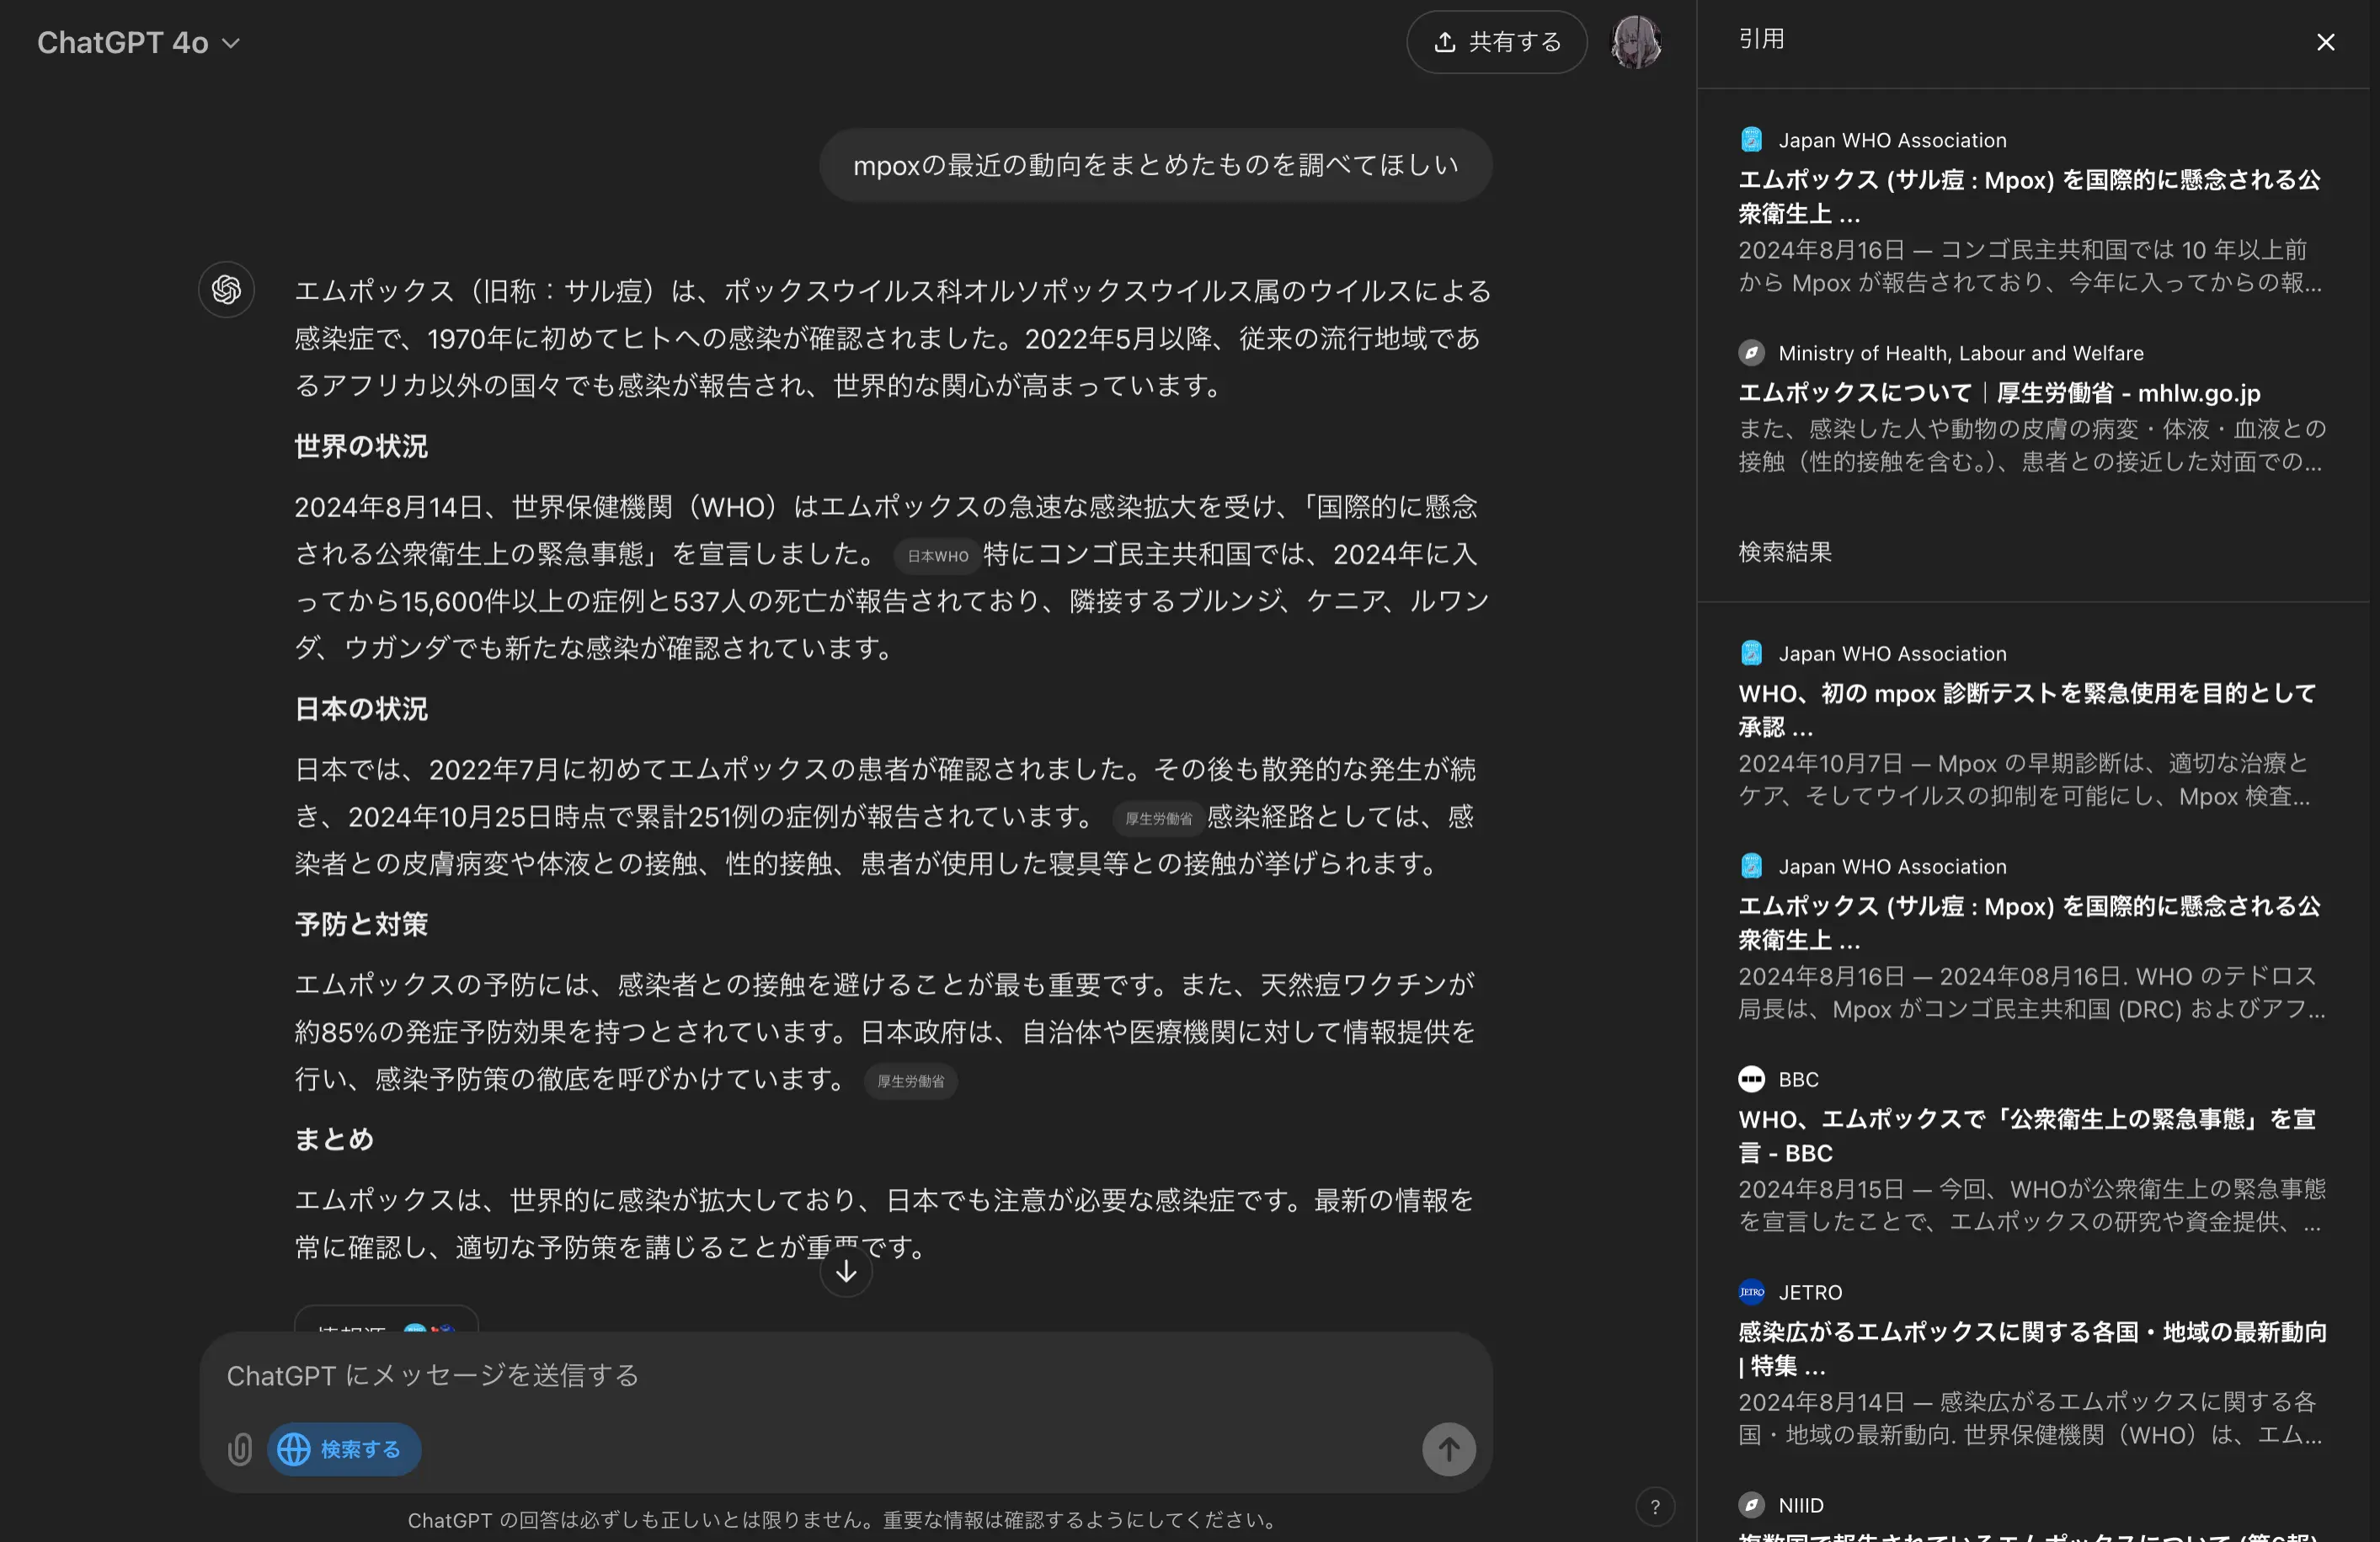 ChatGPT 4o
共有する
mpoxの最近の動向をまとめたものを調べてほしい
エムポックス（旧称：サル痘）は、ポックスウイルス科オルソポックスウイルス属のウイルスによる
感染症で、1970年に初めてヒトへの感染が確認されました。2022年5月以降、従来の流行地域であ
るアフリカ以外の国々でも感染が報告され、世界的な関心が高まっています。
世界の状況
2024年8月14日、世界保健機関（WHO）はエムポックスの急速な感染拡大を受け、「国際的に懸念
される公衆衛生上の緊急事態」を宣言しました。 日本WHO 特にコンゴ民主共和国では、2024年に入
ってから15,600件以上の症例と537人の死亡が報告されており、隣接するブルンジ、ケニア、ルワン
ダ、ウガンダでも新たな感染が確認されています。
日本の状況
日本では、2022年7月に初めてエムポックスの患者が確認されました。その後も散発的な発生が続
き、2024年10月25日時点で累計251例の症例が報告されています。 厚生労働省 感染経路としては、感
染者との皮膚病変や体液との接触、性的接触、患者が使用した寝具等との接触が挙げられます。
予防と対策
エムポックスの予防には、感染者との接触を避けることが最も重要です。また、天然痘ワクチンが
約85%の発症予防効果を持つとされています。日本政府は、自治体や医療機関に対して情報提供を
行い、感染予防策の徹底を呼びかけています。 厚生労働省
まとめ
エムポックスは、世界的に感染が拡大しており、日本でも注意が必要な感染症です。最新の情報を
常に確認し、適切な予防策を講じることが重要です。
情報源
ChatGPT にメッセージを送信する
検索する
ChatGPT の回答は必ずしも正しいとは限りません。重要な情報は確認するようにしてください。
?
引用
Japan WHO Association
エムポックス (サル痘 : Mpox) を国際的に懸念される公
衆衛生上 ...
2024年8月16日 — コンゴ民主共和国では 10 年以上前
から Mpox が報告されており、今年に入ってからの報...
Ministry of Health, Labour and Welfare
エムポックスについて｜厚生労働省 - mhlw.go.jp
また、感染した人や動物の皮膚の病変・体液・血液との
接触（性的接触を含む。）、患者との接近した対面での...
検索結果
Japan WHO Association
WHO、初の mpox 診断テストを緊急使用を目的として
承認 ...
2024年10月7日 — Mpox の早期診断は、適切な治療と
ケア、そしてウイルスの抑制を可能にし、Mpox 検査...
Japan WHO Association
エムポックス (サル痘 : Mpox) を国際的に懸念される公
衆衛生上 ...
2024年8月16日 — 2024年08月16日. WHO のテドロス
局長は、Mpox がコンゴ民主共和国 (DRC) およびアフ...
BBC
WHO、エムポックスで「公衆衛生上の緊急事態」を宣
言 - BBC
2024年8月15日 — 今回、WHOが公衆衛生上の緊急事態
を宣言したことで、エムポックスの研究や資金提供、...
JETRO
JETRO
感染広がるエムポックスに関する各国・地域の最新動向
| 特集 ...
2024年8月14日 — 感染広がるエムポックスに関する各
国・地域の最新動向. 世界保健機関（WHO）は、エム...
NIID
複数国で報告されているエムポックスについて (第6報)